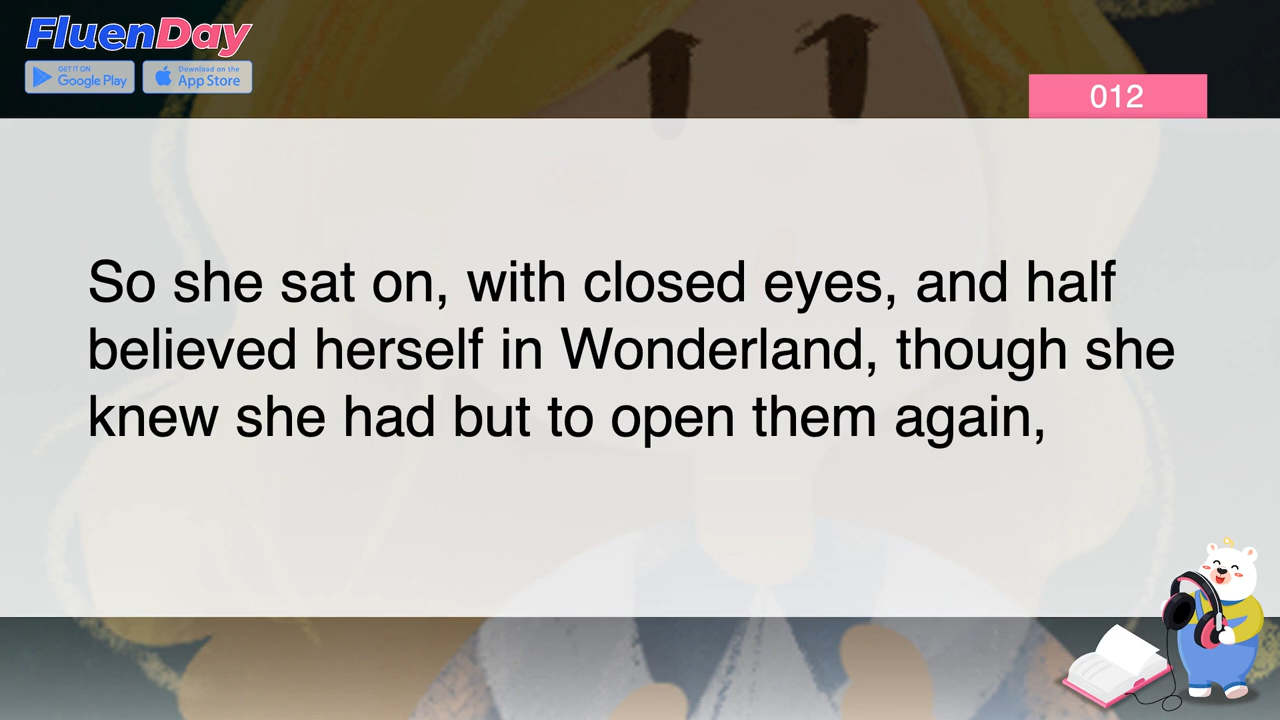 FluenDay
GET IT ON
Google Play
Download on the
App Store
012
So she sat on, with closed eyes, and half
believed herself in Wonderland, though she
knew she had but to open them again,